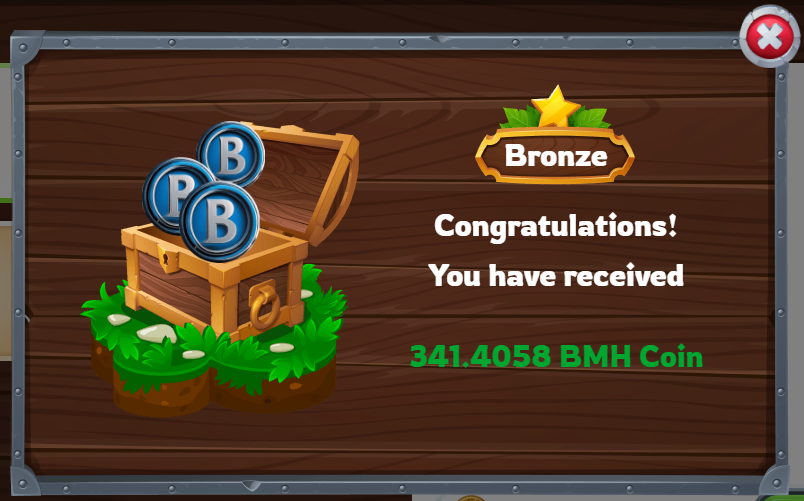 B
P
B
Bronze
Congratulations!
You have received
341.4058 BMH Coin